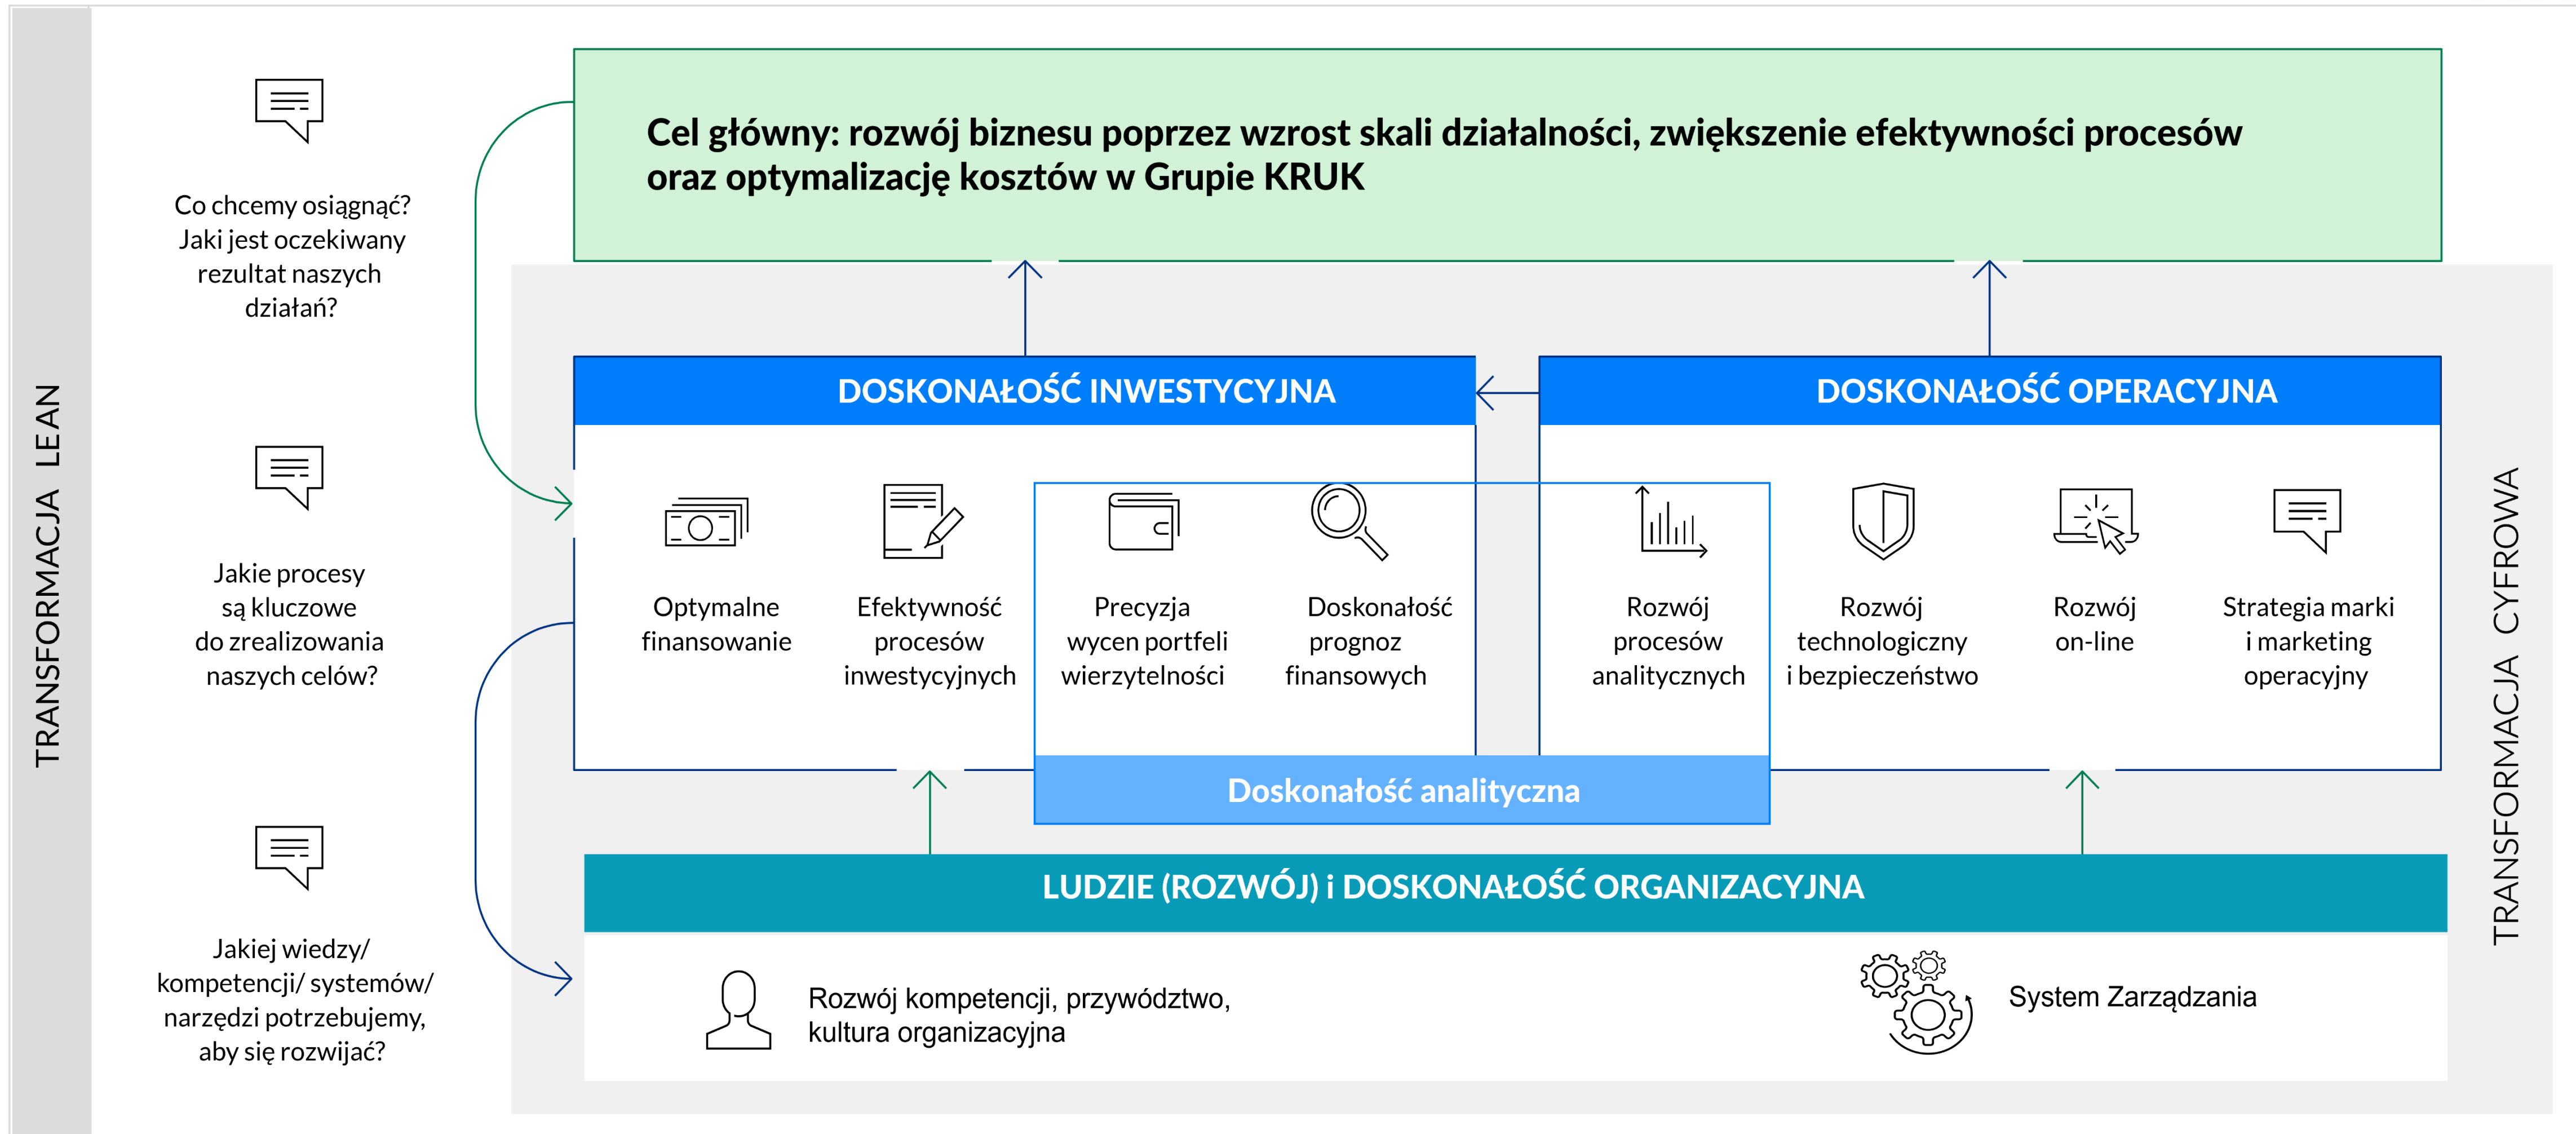 TRANSFORMACJA LEAN
Co chcemy osiągnąć?
Jaki jest oczekiwany
rezultat naszych
działań?
Jakie procesy
są kluczowe
do zrealizowania
naszych celów?
Jakiej wiedzy/
kompetencji/ systemów/
narzędzi potrzebujemy,
aby się rozwijać?
Cel główny: rozwój biznesu poprzez wzrost skali działalności, zwiększenie efektywności procesów
oraz optymalizację kosztów w Grupie KRUK
DOSKONAŁOŚĆ INWESTYCYJNA
Optymalne
finansowanie
Efektywność
procesów
inwestycyjnych
Precyzja
wycen portfeli
wierzytelności
Doskonałość
prognoz
finansowych
DOSKONAŁOŚĆ OPERACYJNA
Rozwój
procesów
analitycznych
Rozwój
technologiczny
i bezpieczeństwo
Rozwój
on-line
Strategia marki
i marketing
operacyjny
Doskonałość analityczna
LUDZIE (ROZWÓJ) i DOSKONAŁOŚĆ ORGANIZACYJNA
Rozwój kompetencji, przywództwo,
kultura organizacyjna
System Zarządzania
TRANSFORMACJA CYFROWA